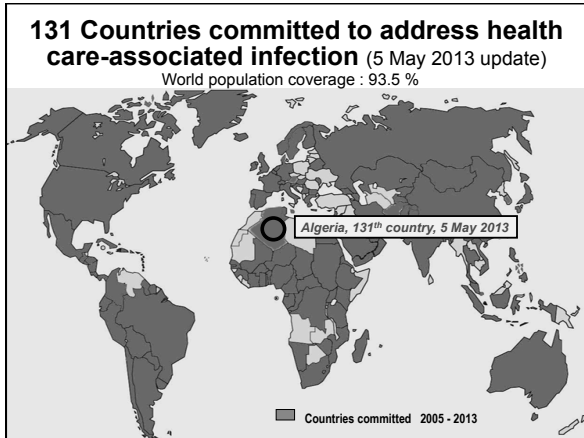 131 Countries committed to address health
care-associated infection (5 May 2013 update)
World population coverage : 93.5 %
Algeria, 131th country, 5 May 2013
Countries committed 2005 - 2013